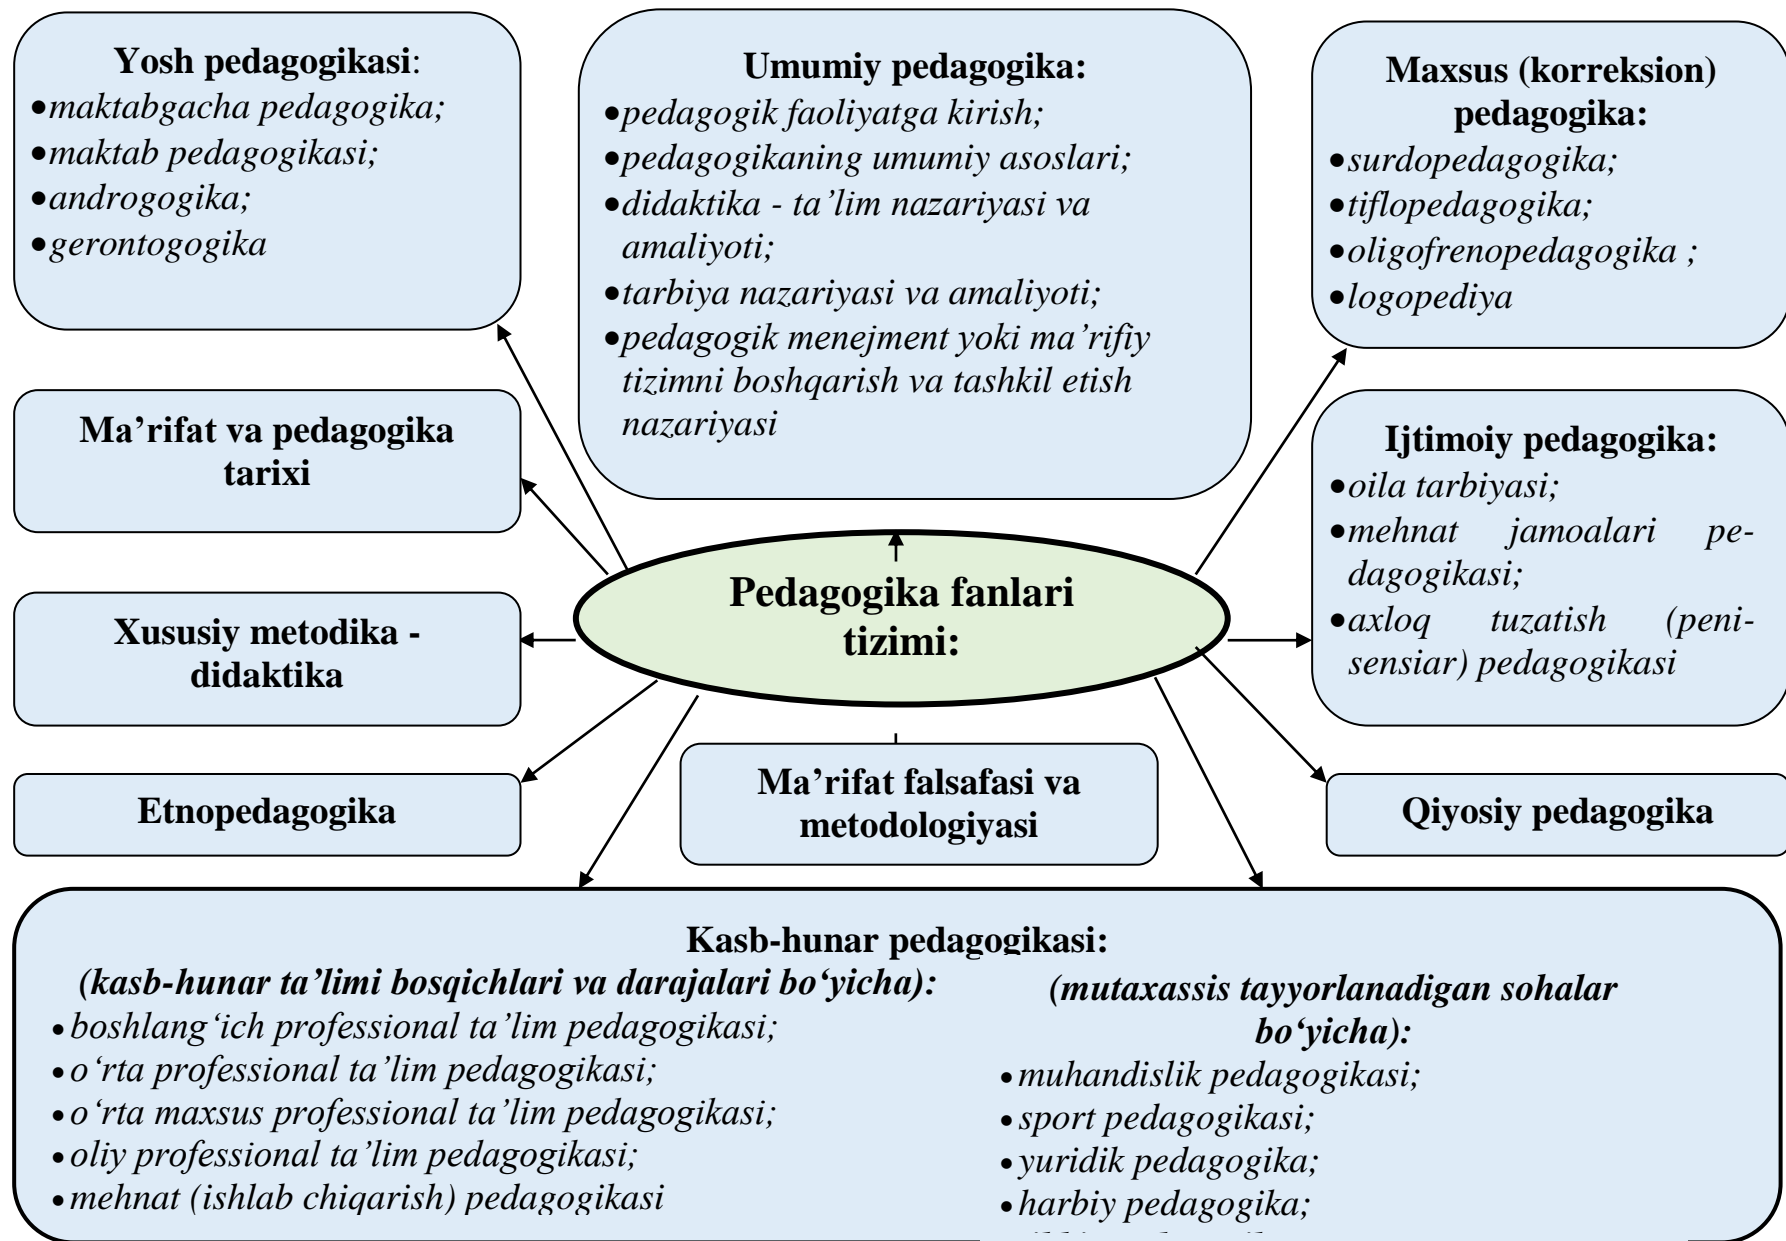 Yosh pedagogikasi:
•maktabgacha pedagogika;
•maktab pedagogikasi;
•androgogika;
•gerontogogika
Umumiy pedagogika:
•pedagogik faoliyatga kirish;
•pedagogikaning umumiy asoslari;
•didaktika - ta’lim nazariyasi va
amaliyoti;
•tarbiya nazariyasi va amaliyoti;
•pedagogik menejment yoki ma’rifiy
tizimni boshqarish va tashkil etish
nazariyasi
Maxsus (korreksion)
pedagogika:
•surdopedagogika;
•tiflopedagogika;
•oligofrenopedagogika ;
•logopediya
Ma’rifat va pedagogika
tarixi
Ijtimoiy pedagogika:
•oila tarbiyasi;
•mehnat jamoalari pe-
dagogikasi;
•axloq tuzatish (peni-
sensiar) pedagogikasi
Pedagogika fanlari
tizimi:
Xususiy metodika -
didaktika
Etnopedagogika
Ma’rifat falsafasi va
metodologiyasi
Qiyosiy pedagogika
Kasb-hunar pedagogikasi:
(kasb-hunar ta’limi bosqichlari va darajalari bo‘yicha):
•boshlang‘ich professional ta’lim pedagogikasi;
•o‘rta professional ta’lim pedagogikasi;
•o‘rta maxsus professional ta’lim pedagogikasi;
•oliy professional ta’lim pedagogikasi;
•mehnat (ishlab chiqarish) pedagogikasi
(mutaxassis tayyorlanadigan sohalar
bo‘yicha):
•muhandislik pedagogikasi;
•sport pedagogikasi;
•yuridik pedagogika;
•harbiy pedagogika;